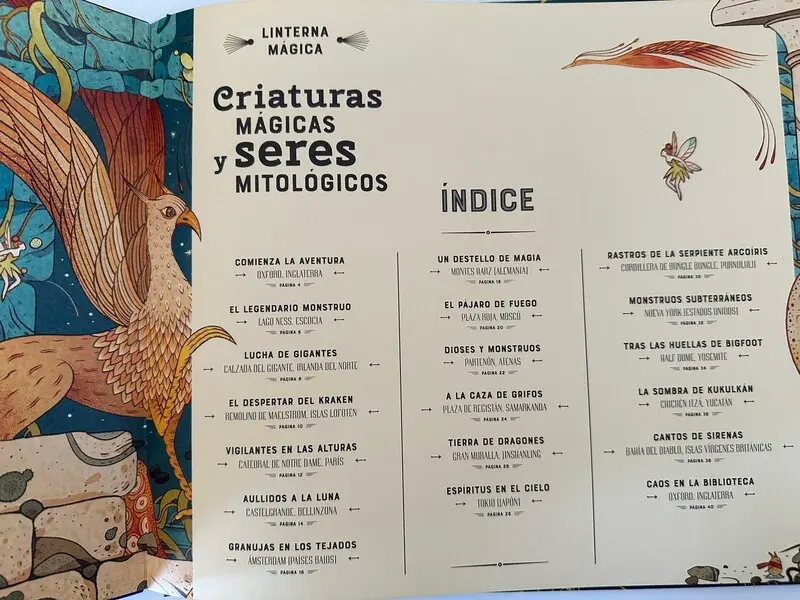 LINTERNA
MÁGICA
Criaturas
MÁGICAS
y seres
MITOLÓGICOS
ÍNDICE
COMIENZA LA AVENTURA
OXFORD, INGLATERRA
PÁGINA 4
EL LEGENDARIO MONSTRUO
LAGO NESS, ESCOCIA
PÁGINA 6
LUCHA DE GIGANTES
CALZADA DEL GIGANTE, IRLANDA DEL NORTE
PÁGINA 8
EL DESPERTAR DEL KRAKEN
REMOLINO DE MAELSTROM, ISLAS LOFOTEN
PÁGINA 10
VIGILANTES EN LAS ALTURAS
CATEDRAL DE NOTRE DAME, PARÍS
PÁGINA 12
AULLIDOS A LA LUNA
CASTELGRANDE, BELLINZONA
PÁGINA 14
GRANUJAS EN LOS TEJADOS
ÁMSTERDAM (PAÍSES BAJOS)
PÁGINA 16
UN DESTELLO DE MAGIA
MONTES HARZ (ALEMANIA)
PÁGINA 18
EL PÁJARO DE FUEGO
PLAZA ROJA, MOSCÚ
PÁGINA 20
DIOSES Y MONSTRUOS
PARTENÓN, ATENAS
PÁGINA 22
A LA CAZA DE GRIFOS
PLAZA DE REGISTÁN, SAMARKANDA
PÁGINA 24
TIERRA DE DRAGONES
GRAN MURALLA, JINSHANLING
PÁGINA 26
ESPÍRITUS EN EL CIELO
TOKIO (JAPÓN)
PÁGINA 28
RASTROS DE LA SERPIENTE ARCOÍRIS
CORDILLERA DE BUNGLE BUNGLE, PURNULULU
PÁGINA 30
MONSTRUOS SUBTERRÁNEOS
NUEVA YORK (ESTADOS UNIDOS)
PÁGINA 32
TRAS LAS HUELLAS DE BIGFOOT
HALF DOME, YOSEMITE
PÁGINA 34
LA SOMBRA DE KUKULKÁN
CHICHÉN ITZÁ, YUCATÁN
PÁGINA 36
CANTOS DE SIRENAS
BAHÍA DEL DIABLO, ISLAS VÍRGENES BRITÁNICAS
PÁGINA 38
CAOS EN LA BIBLIOTECA
OXFORD, INGLATERRA
PÁGINA 40